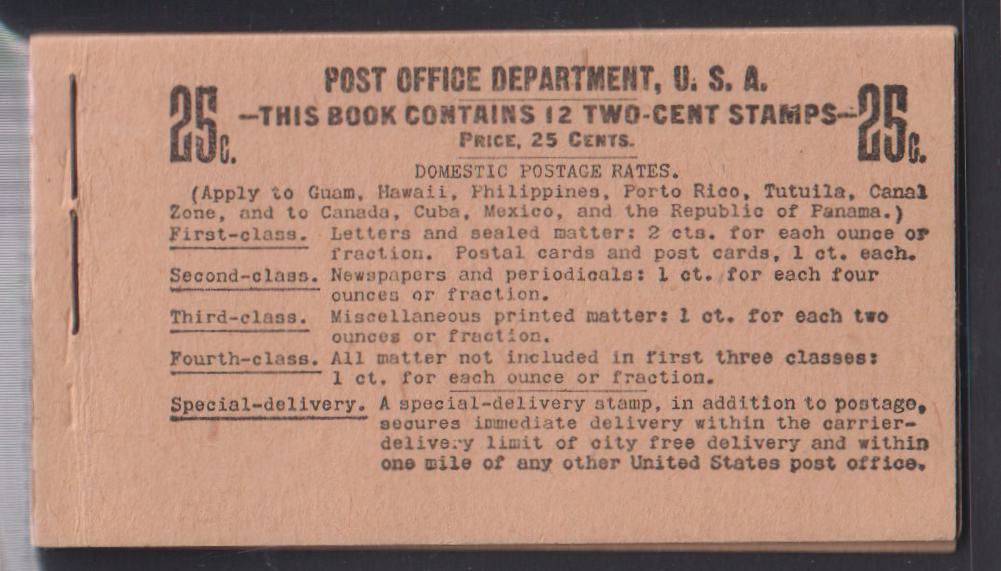 POST OFFICE DEPARTMENT, U. S. A.
25c. —THIS BOOK CONTAINS 12 TWO-CENT STAMPS— 25c.
PRICE, 25 CENTS.
DOMESTIC POSTAGE RATES.
(Apply to Guam, Hawaii, Philippines, Porto Rico, Tutuila, Canal
Zone, and to Canada, Cuba, Mexico, and the Republic of Panama.)
First-class. Letters and sealed matter: 2 cts. for each ounce or
fraction. Postal cards and post cards, 1 ct. each.
Second-class. Newspapers and periodicals: 1 ct. for each four
ounces or fraction.
Third-class. Miscellaneous printed matter: 1 ct. for each two
ounces or fraction.
Fourth-class. All matter not included in first three classes:
1 ct. for each ounce or fraction.
Special-delivery. A special-delivery stamp, in addition to postage,
secures immediate delivery within the carrier-
delivery limit of city free delivery and within
one mile of any other United States post office.